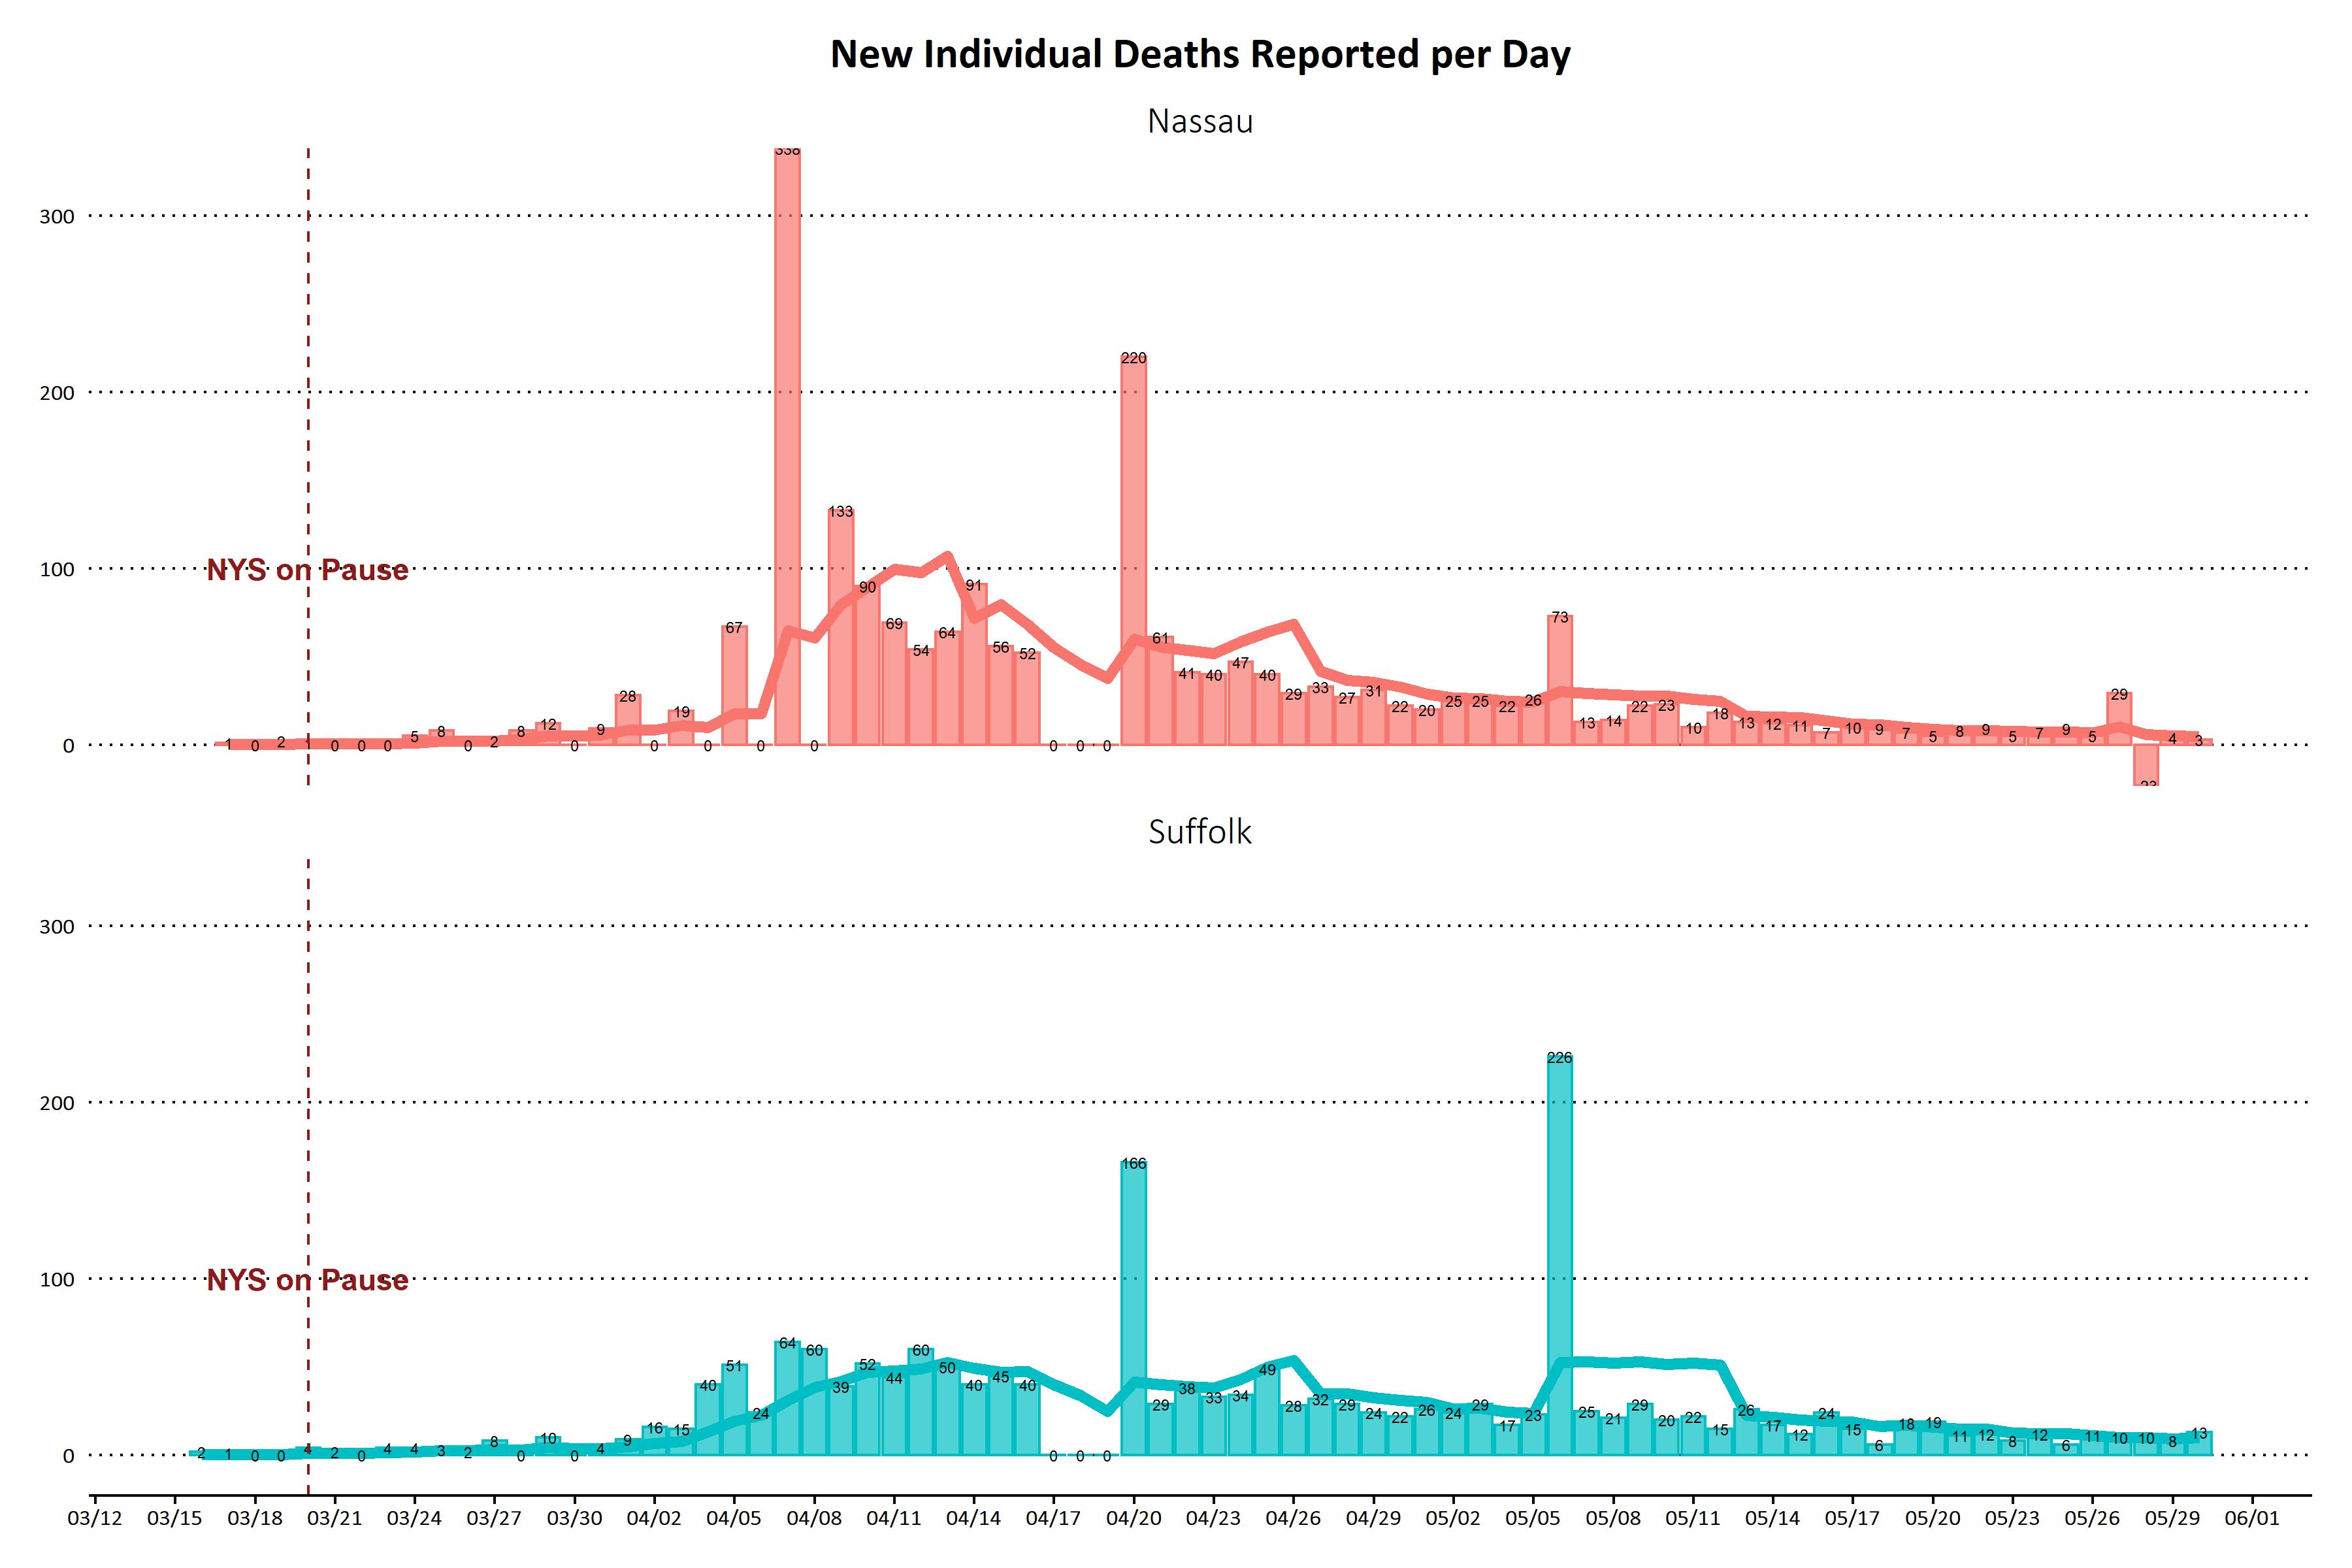 New Individual Deaths Reported per Day
Nassau
300
200
100
0
NYS on Pause
1 0 2 1 0 0 0 5 8 0 2 8 12 0 9 28 0 19 0 67 0 338 0 133 90 69 54 64 91 56 52 0 0 0 220 61 41 40 47 40 29 33 27 31 22 20 25 25 22 26 73 13 14 22 23 10 18 13 12 11 7 10 9 7 5 8 9 5 7 9 5 29 23 4 3
Suffolk
300
200
100
0
NYS on Pause
2 1 0 0 4 2 0 4 4 3 2 8 0 10 0 4 9 16 15 40 51 24 64 60 39 52 44 60 50 40 45 40 0 0 0 166 29 38 33 34 49 28 32 29 24 22 26 24 29 17 23 226 25 21 29 20 22 15 26 17 12 24 15 6 18 19 11 12 8 12 6 11 10 10 8 13
03/12 03/15 03/18 03/21 03/24 03/27 03/30 04/02 04/05 04/08 04/11 04/14 04/17 04/20 04/23 04/26 04/29 05/02 05/05 05/08 05/11 05/14 05/17 05/20 05/23 05/26 05/29 06/01